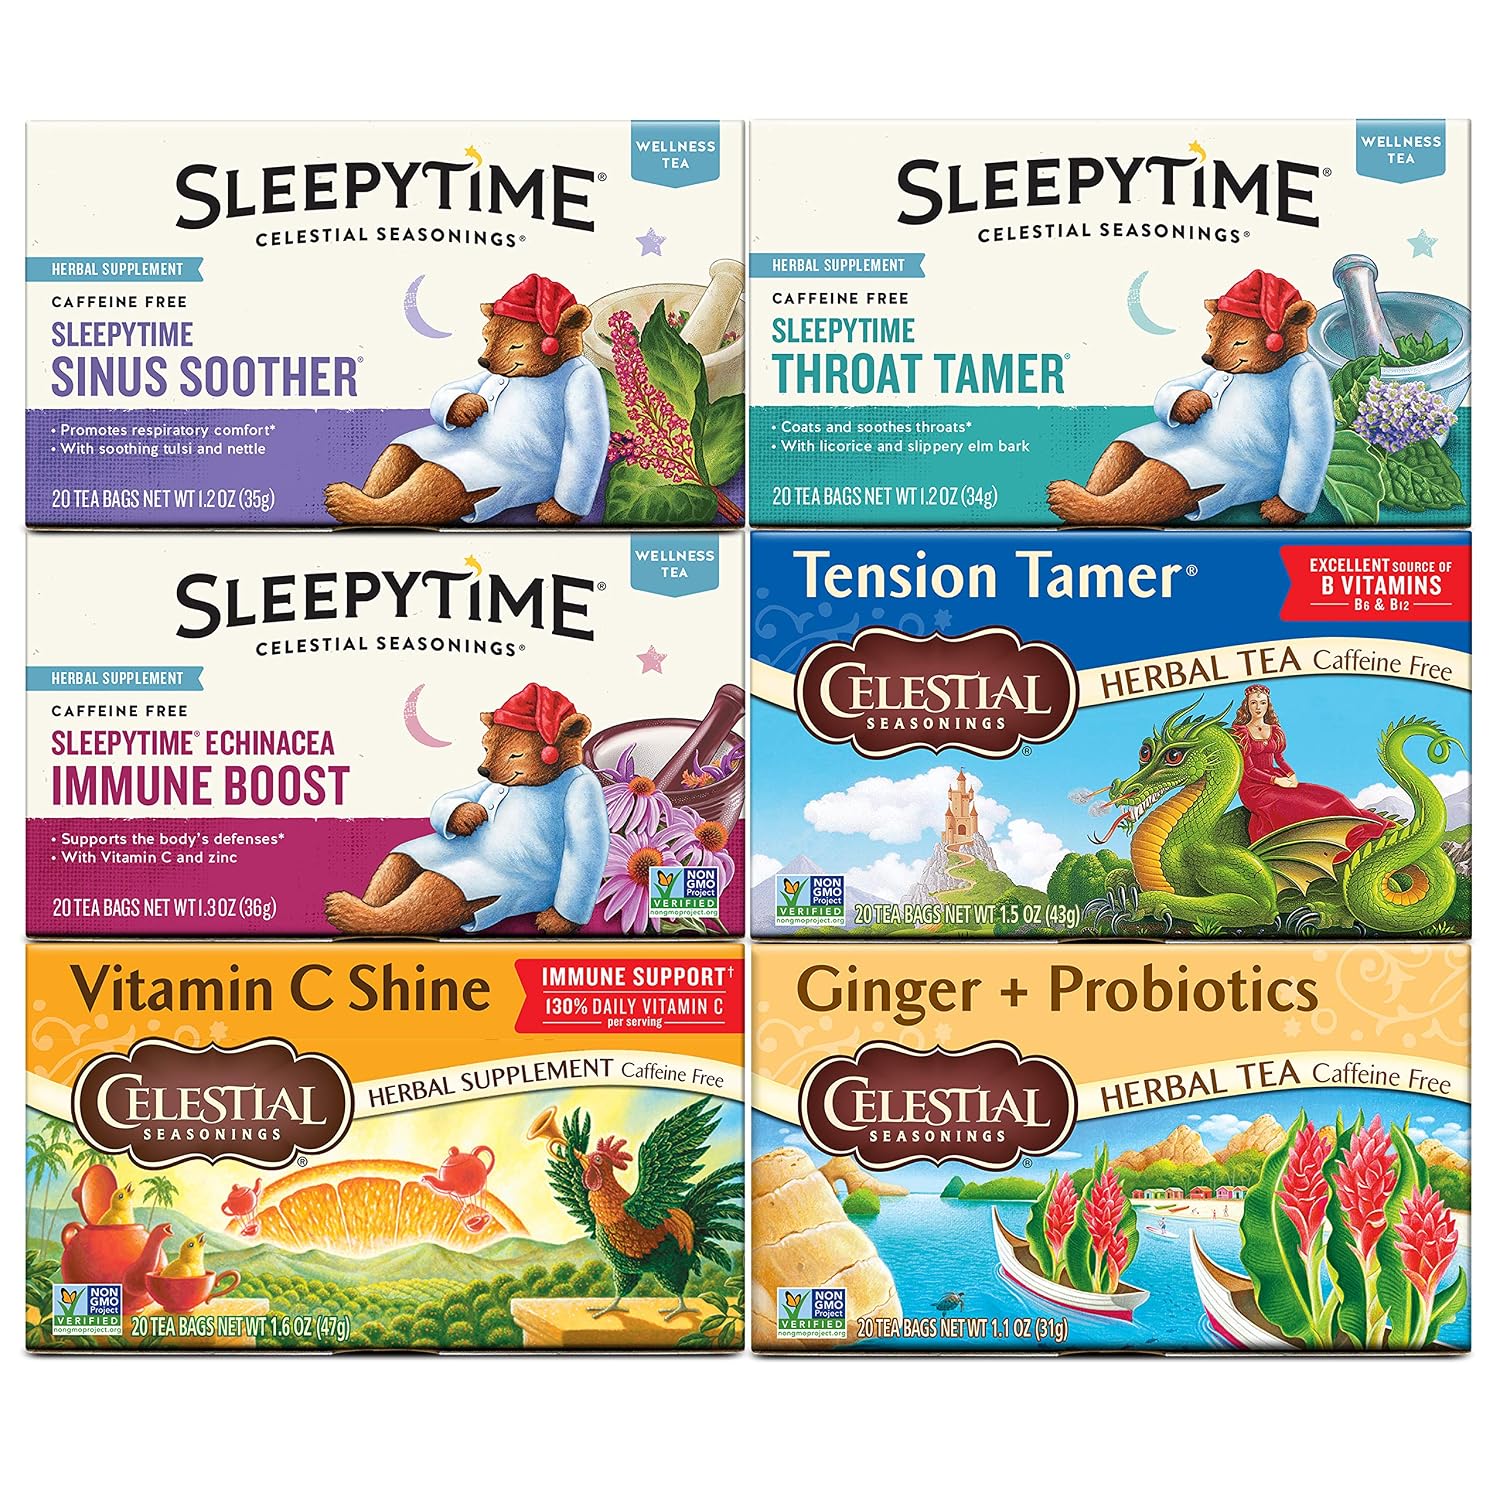 WELLNESS
TEA
SLEEPYTIME®
CELESTIAL SEASONINGS®
HERBAL SUPPLEMENT
CAFFEINE FREE
SLEEPYTIME
SINUS SOOTHER®
• Promotes respiratory comfort*
• With soothing tulsi and nettle
20 TEA BAGS NET WT 1.2 OZ (35g)
WELLNESS
TEA
SLEEPYTIME®
CELESTIAL SEASONINGS®
HERBAL SUPPLEMENT
CAFFEINE FREE
SLEEPYTIME
THROAT TAMER®
• Coats and soothes throats*
• With licorice and slippery elm bark
20 TEA BAGS NET WT 1.2 OZ (34g)
WELLNESS
TEA
SLEEPYTIME®
CELESTIAL SEASONINGS®
HERBAL SUPPLEMENT
CAFFEINE FREE
SLEEPYTIME® ECHINACEA
IMMUNE BOOST
• Supports the body's defenses*
• With Vitamin C and zinc
20 TEA BAGS NET WT 1.3 OZ (36g)
NON
GMO
Project
VERIFIED
nongmoproject.org
Tension Tamer®
EXCELLENT SOURCE OF
B VITAMINS
B6 & B12
CELESTIAL
SEASONINGS
®
HERBAL TEA Caffeine Free
NON
GMO
Project
VERIFIED
nongmoproject.org
20 TEA BAGS NET WT 1.5 OZ (43g)
Vitamin C Shine
IMMUNE SUPPORT†
130% DAILY VITAMIN C
per serving
CELESTIAL
SEASONINGS
®
HERBAL SUPPLEMENT Caffeine Free
NON
GMO
Project
VERIFIED
nongmoproject.org
20 TEA BAGS NET WT 1.6 OZ (47g)
Ginger + Probiotics
CELESTIAL
SEASONINGS
®
HERBAL TEA Caffeine Free
NON
GMO
Project
VERIFIED
nongmoproject.org
20 TEA BAGS NET WT 1.1 OZ (31g)